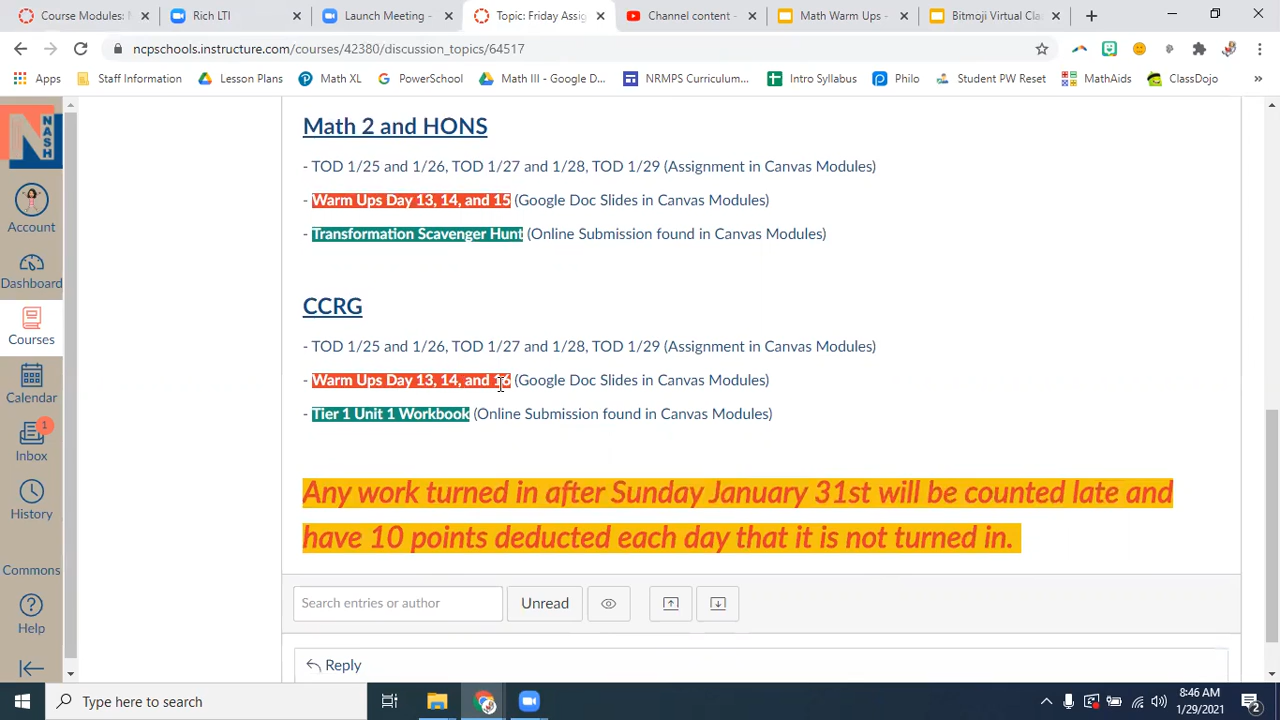 Course Modules: N
Rich LTI
Launch Meeting -
Topic: Friday Assig
Channel content -
Math Warm Ups -
Bitmoji Virtual Cla
ncpschools.instructure.com/courses/42380/discussion_topics/64517
Apps
Staff Information
Lesson Plans
Math XL
PowerSchool
Math III - Google D...
NRMPS Curriculum...
Intro Syllabus
Philo
Student PW Reset
MathAids
ClassDojo
»
NASH
Account
Dashboard
Courses
Calendar
1
Inbox
History
Commons
Help
Math 2 and HONS
- TOD 1/25 and 1/26, TOD 1/27 and 1/28, TOD 1/29 (Assignment in Canvas Modules)
- Warm Ups Day 13, 14, and 15 (Google Doc Slides in Canvas Modules)
- Transformation Scavenger Hunt (Online Submission found in Canvas Modules)
CCRG
- TOD 1/25 and 1/26, TOD 1/27 and 1/28, TOD 1/29 (Assignment in Canvas Modules)
- Warm Ups Day 13, 14, and 16 (Google Doc Slides in Canvas Modules)
- Tier 1 Unit 1 Workbook (Online Submission found in Canvas Modules)
Any work turned in after Sunday January 31st will be counted late and
have 10 points deducted each day that it is not turned in.
Search entries or author
Unread
Reply
Type here to search
8:46 AM
1/29/2021
2